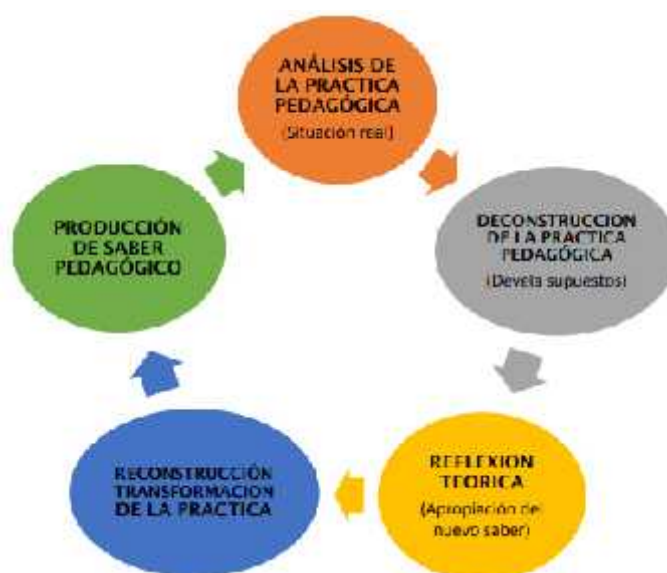 ANÁLISIS DE
LA PRACTICA
PEDAGÓGICA
(Situación real)
DECONSTRUCCION
DE LA PRACTICA
PEDAGÓGICA
(Devela supuestos)
REFLEXION
TEORICA
(Apropiación del
nuevo saber)
RECONSTRUCCIÓN
TRANSFORMACION
DE LA PRACTICA
PRODUCCIÓN
DE SABER
PEDAGÓGICO